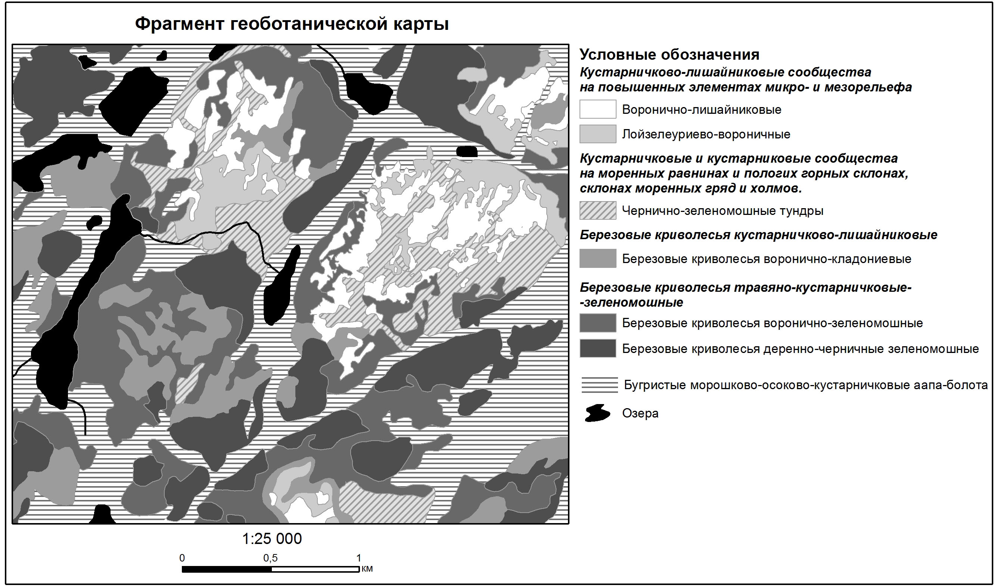 Фрагмент геоботанической карты
Условные обозначения
Кустарничково-лишайниковые сообщества
на повышенных элементах микро- и мезорельефа
Воронично-лишайниковые
Лойзелеуриево-вороничные
Кустарничковые и кустарниковые сообщества
на моренных равнинах и пологих горных склонах,
склонах моренных гряд и холмов.
Чернично-зеленомошные тундры
Березовые криволесья кустарничково-лишайниковые
Березовые криволесья воронично-кладониевые
Березовые криволесья травяно-кустарничковые-
-зеленомошные
Березовые криволесья воронично-зеленомошные
Березовые криволесья деренно-черничные зеленомошные
Бугристые морошково-осоково-кустарничковые аапа-болота
Озера
1:25 000
0 0,5 1
км